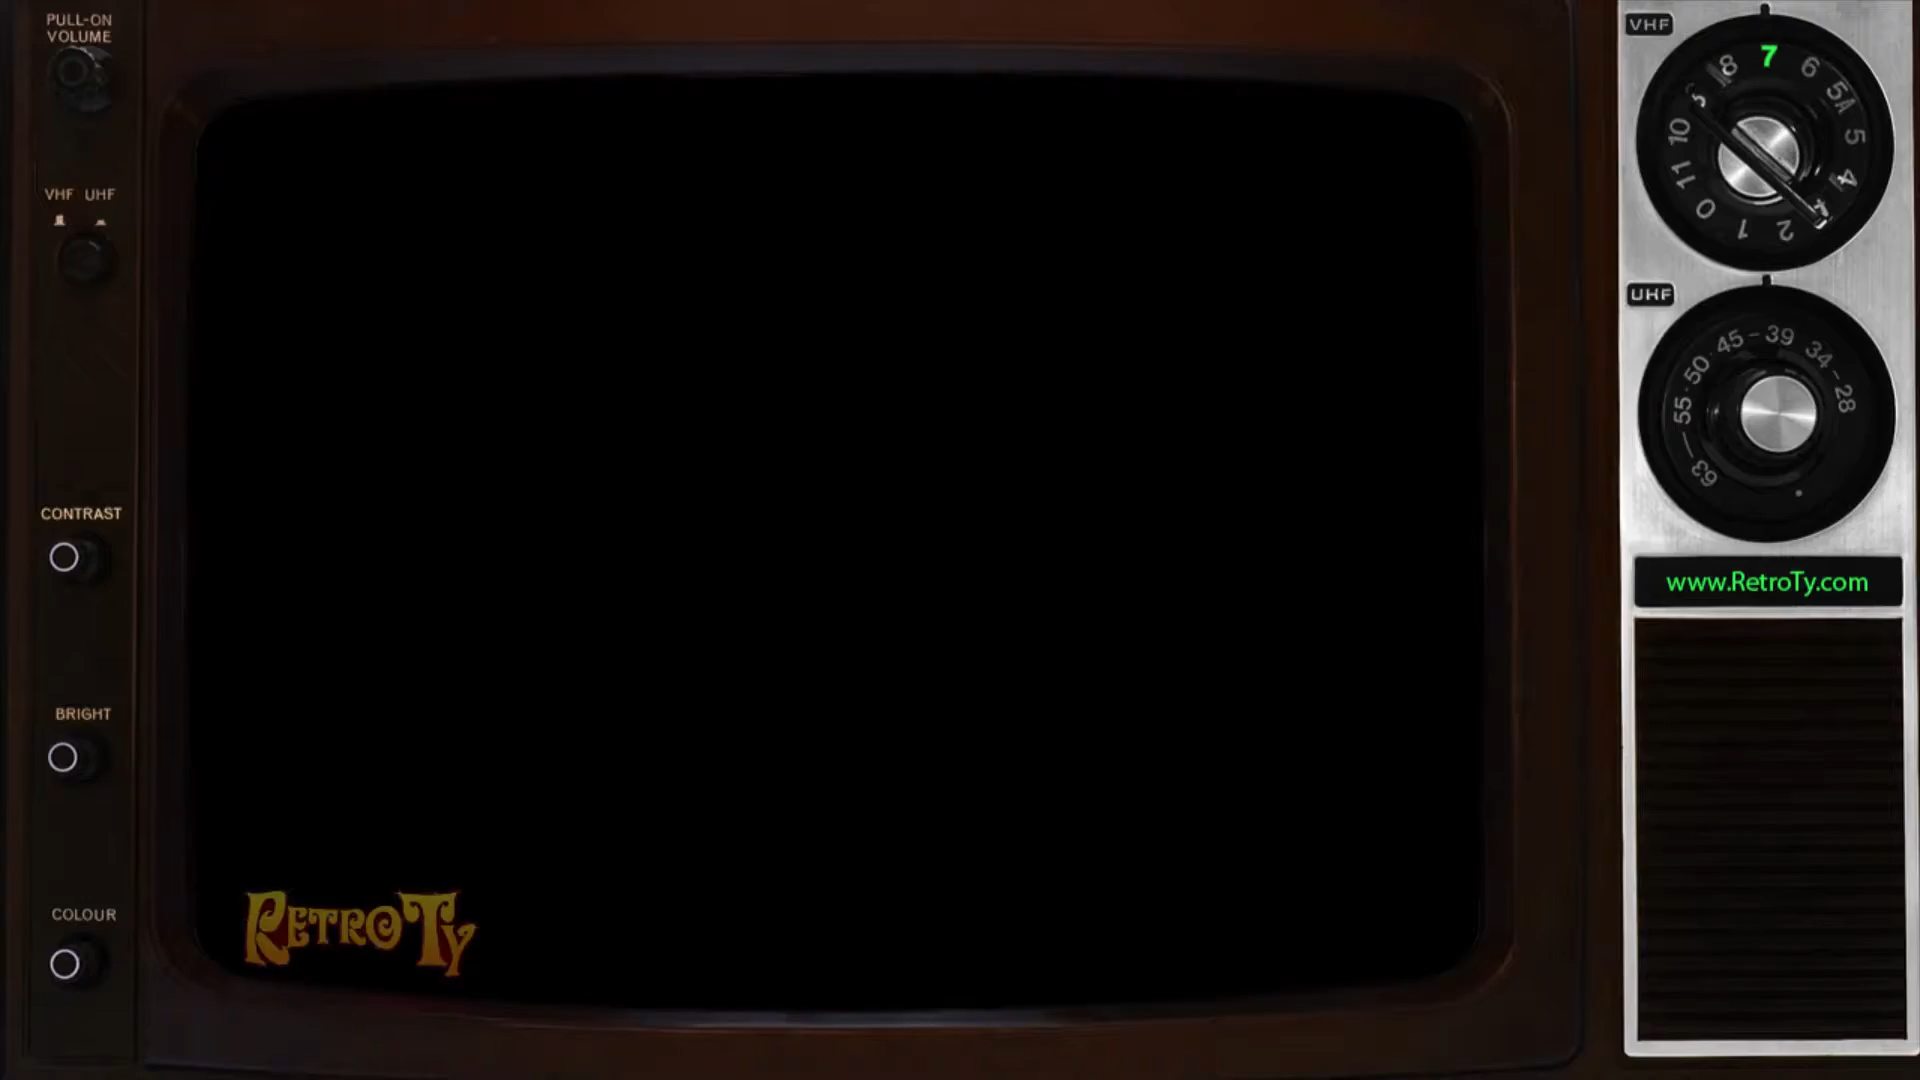 PULL-ON
VOLUME
VHF UHF
CONTRAST
BRIGHT
COLOUR
RETROTY
VHF
7
6
5A
5
4
2
1
0
11
10
8
UHF
63 — 55 · 50 · 45 - 39 34 - 28
www.RetroTy.com